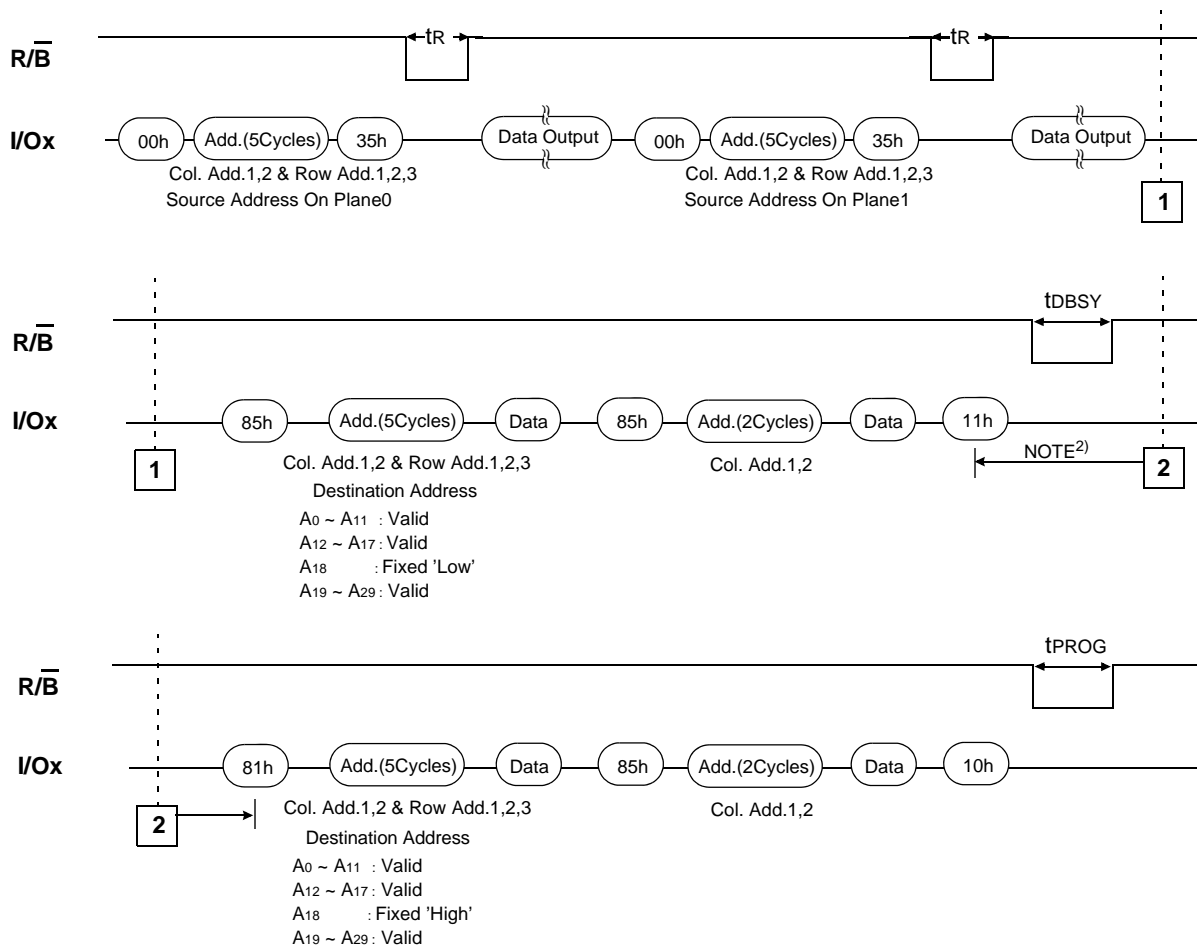 tR tR
R/B
I/Ox 00h Add.(5Cycles) 35h Data Output 00h Add.(5Cycles) 35h Data Output
Col. Add.1,2 & Row Add.1,2,3 Col. Add.1,2 & Row Add.1,2,3
Source Address On Plane0 Source Address On Plane1
1
tDBSY
R/B
I/Ox 85h Add.(5Cycles) Data 85h Add.(2Cycles) Data 11h
1 Col. Add.1,2 & Row Add.1,2,3 Col. Add.1,2 NOTE2) 2
Destination Address
A0 ~ A11 : Valid
A12 ~ A17 : Valid
A18 : Fixed 'Low'
A19 ~ A29 : Valid
tPROG
R/B
I/Ox 81h Add.(5Cycles) Data 85h Add.(2Cycles) Data 10h
2 Col. Add.1,2 & Row Add.1,2,3 Col. Add.1,2
Destination Address
A0 ~ A11 : Valid
A12 ~ A17 : Valid
A18 : Fixed 'High'
A19 ~ A29 : Valid